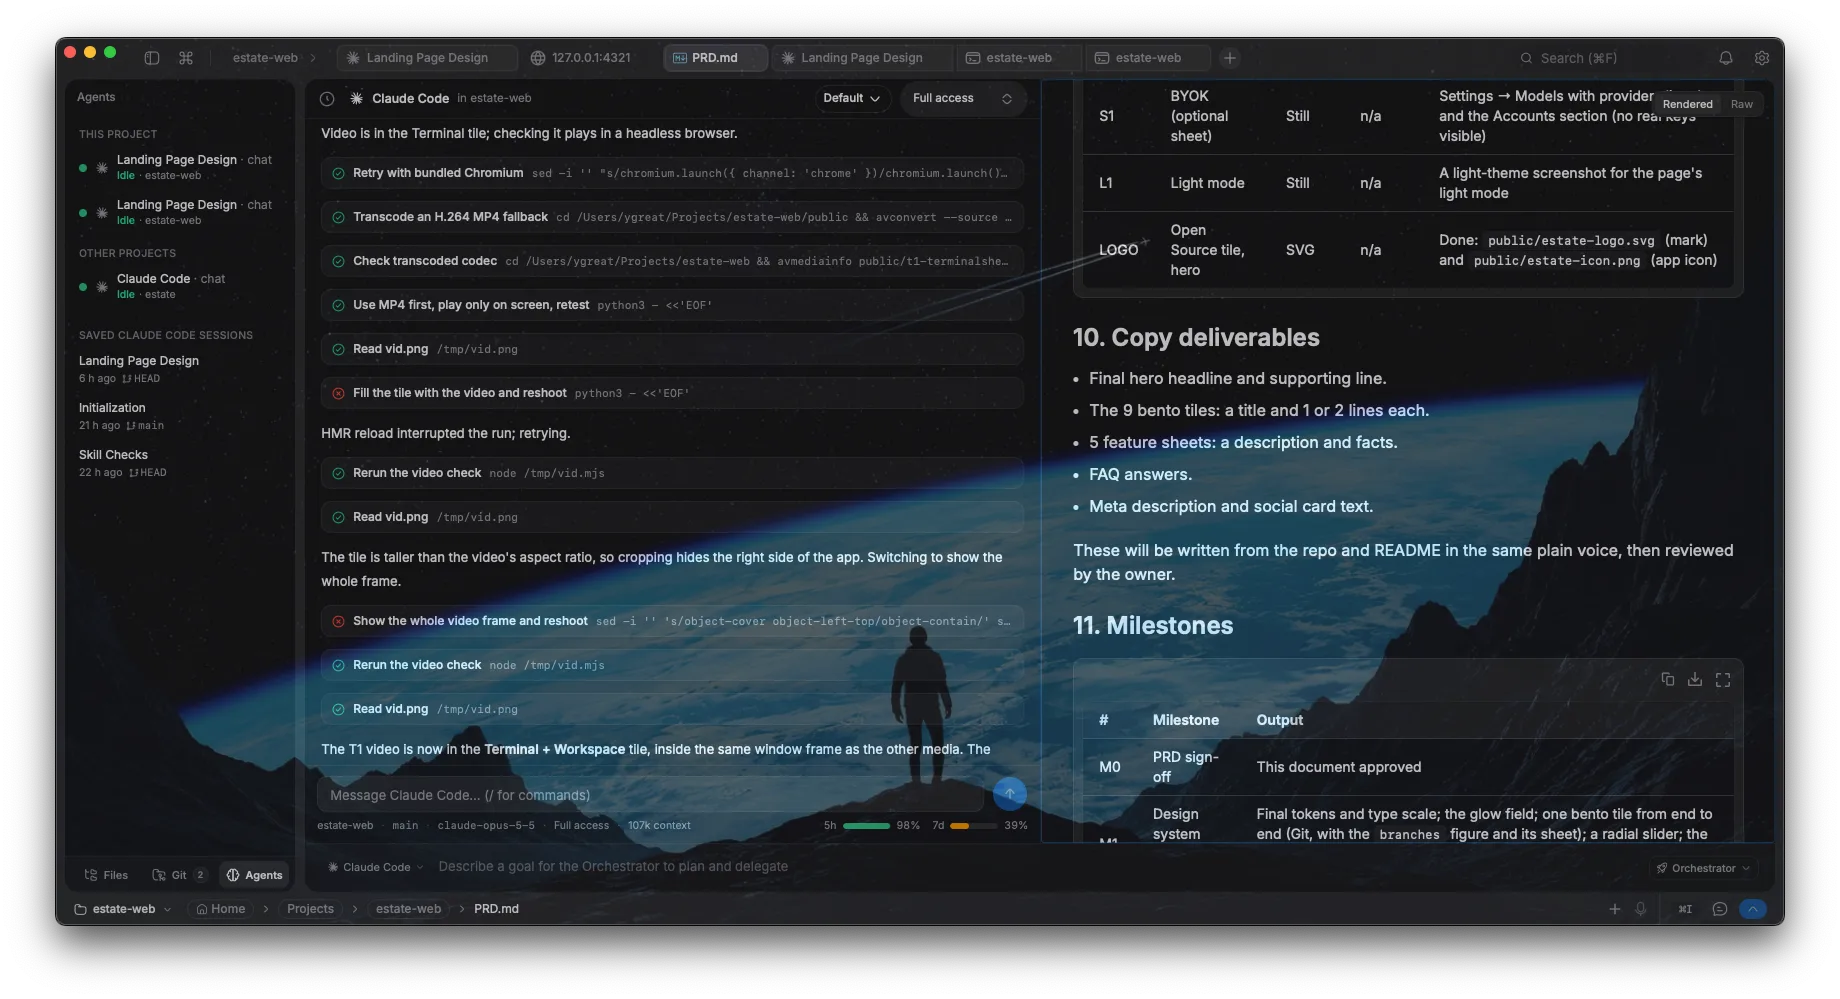 estate-web
Landing Page Design
127.0.0.1:4321
PRD.md
Landing Page Design
estate-web
estate-web
Search (⌘F)
Agents
THIS PROJECT
Landing Page Design · chat
Idle · estate-web
Landing Page Design · chat
Idle · estate-web
OTHER PROJECTS
Claude Code · chat
Idle · estate
SAVED CLAUDE CODE SESSIONS
Landing Page Design
6 h ago HEAD
Initialization
21 h ago main
Skill Checks
22 h ago HEAD
Files
Git 2
Agents
Claude Code in estate-web
Default
Full access
Video is in the Terminal tile; checking it plays in a headless browser.
Retry with bundled Chromium sed -i '' "s/chromium.launch({ channel: 'chrome' })/chromium.launch()…
Transcode an H.264 MP4 fallback cd /Users/ygreat/Projects/estate-web/public && avconvert --source …
Check transcoded codec cd /Users/ygreat/Projects/estate-web && avmediainfo public/t1-terminalshe…
Use MP4 first, play only on screen, retest python3 - <<'EOF'
Read vid.png /tmp/vid.png
Fill the tile with the video and reshoot python3 - <<'EOF'
HMR reload interrupted the run; retrying.
Rerun the video check node /tmp/vid.mjs
Read vid.png /tmp/vid.png
The tile is taller than the video's aspect ratio, so cropping hides the right side of the app. Switching to show the
whole frame.
Show the whole video frame and reshoot sed -i '' 's/object-cover object-left-top/object-contain/' s…
Rerun the video check node /tmp/vid.mjs
Read vid.png /tmp/vid.png
The T1 video is now in the Terminal + Workspace tile, inside the same window frame as the other media. The
Message Claude Code... (/ for commands)
estate-web · main · claude-opus-5-5 · Full access · 107k context
5h 98% 7d 39%
Rendered Raw
S1
BYOK
(optional
sheet)
Still
n/a
Settings → Models with provider
and the Accounts section (no real keys
visible)
L1
Light mode
Still
n/a
A light-theme screenshot for the page's
light mode
LOGO
Open
Source tile,
hero
SVG
n/a
Done: public/estate-logo.svg (mark)
and public/estate-icon.png (app icon)
10. Copy deliverables
• Final hero headline and supporting line.
• The 9 bento tiles: a title and 1 or 2 lines each.
• 5 feature sheets: a description and facts.
• FAQ answers.
• Meta description and social card text.
These will be written from the repo and README in the same plain voice, then reviewed
by the owner.
11. Milestones
# Milestone Output
M0
PRD sign-
off
This document approved
M1
Design
system
Final tokens and type scale; the glow field; one bento tile from end to
end (Git, with the branches figure and its sheet); a radial slider; the
Claude Code
Describe a goal for the Orchestrator to plan and delegate
Orchestrator
estate-web
Home › Projects › estate-web › PRD.md
⌘I